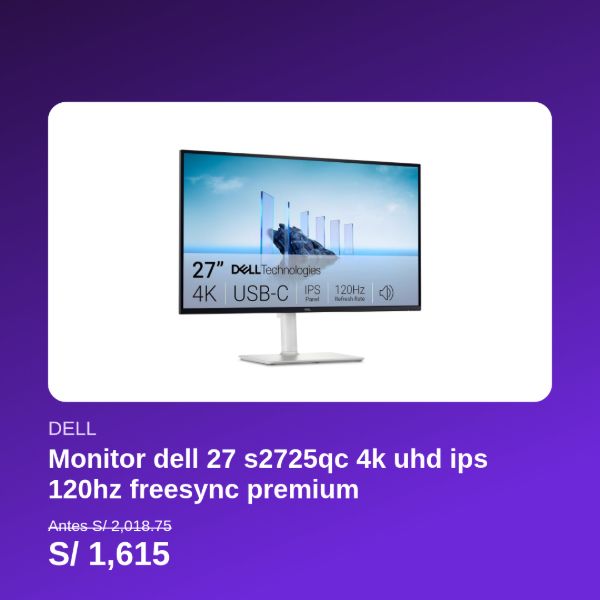 27” DELLTechnologies
4K USB-C IPS Panel 120Hz Refresh Rate
DELL
DELL
Monitor dell 27 s2725qc 4k uhd ips
120hz freesync premium
Antes S/ 2,018.75
S/ 1,615